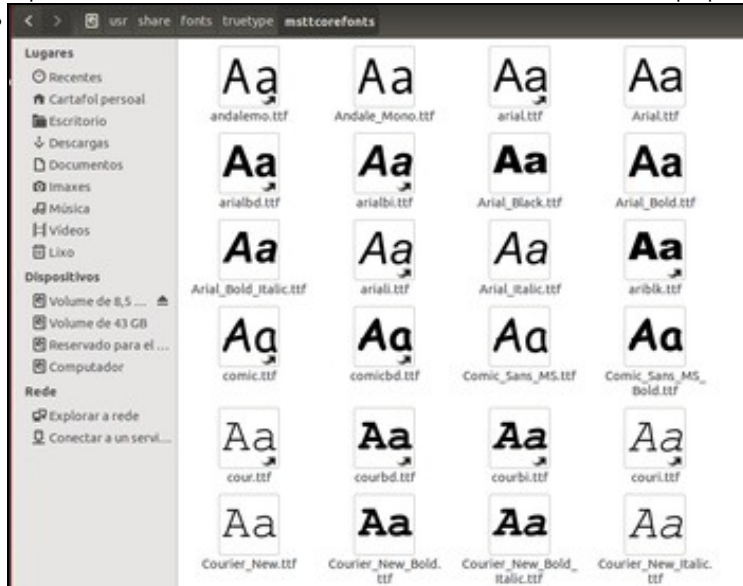 usr share fonts truetype msttcorefonts
Lugares
Recentes
Cartafol persoal
Escritorio
Descargas
Documentos
Imaxes
Música
Vídeos
Lixo
Dispositivos
Volume de 8,5 ...
Volume de 43 GB
Reservado para el ...
Computador
Rede
Explorar a rede
Conectar a un servi...
Aa Aa Aa Aa
andalemo.ttf Andale_Mono.ttf arial.ttf Arial.ttf
Aa Aa Aa Aa
arialbd.ttf arialbi.ttf Arial_Black.ttf Arial_Bold.ttf
Aa Aa Aa Aa
Arial_Bold_Italic.ttf ariali.ttf Arial_Italic.ttf ariblk.ttf
Aa Aa Aa Aa
comic.ttf comicbd.ttf Comic_Sans_MS.ttf Comic_Sans_MS_
Bold.ttf
Aa Aa Aa Aa
cour.ttf courbd.ttf courbi.ttf couri.ttf
Aa Aa Aa Aa
Courier_New.ttf Courier_New_Bold. Courier_New_Bold_ Courier_New_Italic.
ttf Italic.ttf ttf